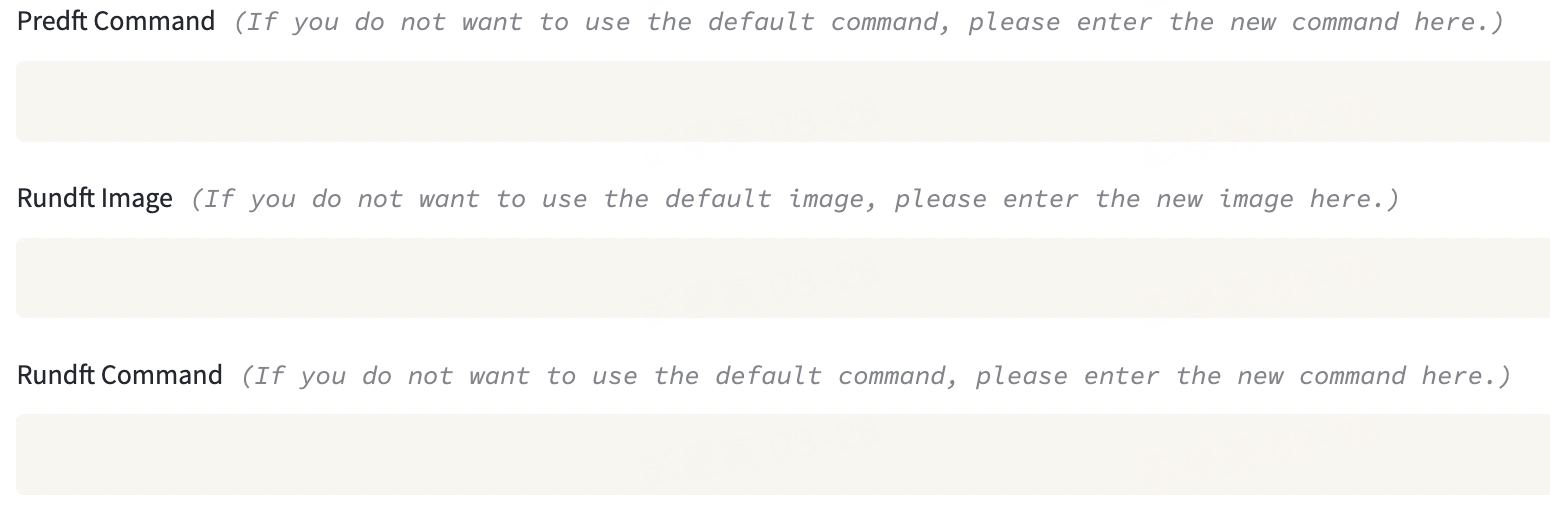 Predft Command (If you do not want to use the default command, please enter the new command here.)
Rundft Image (If you do not want to use the default image, please enter the new image here.)
Rundft Command (If you do not want to use the default command, please enter the new command here.)